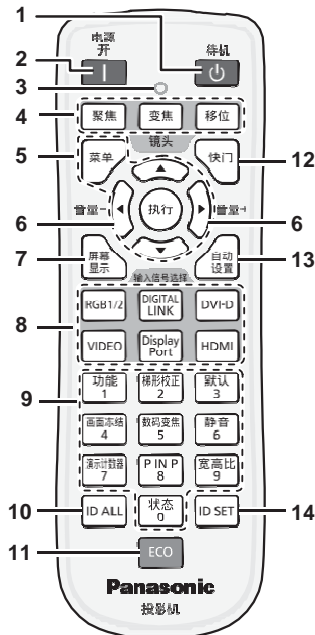 1
电源
开
待机
2
3
4
聚焦
变焦
移位
镜头
5
菜单
快门
12
音量-
执行
音量+
6
6
7
屏幕
显示
自动
设置
13
输入信号选择
RGB1/2
DIGITAL
LINK
DVI-D
8
VIDEO
Display
Port
HDMI
9
功能
1
梯形校正
2
默认
3
画面冻结
4
数码变焦
5
静音
6
演示计数器
7
P IN P
8
宽高比
9
10
ID ALL
状态
0
ID SET
14
11
ECO
Panasonic
投影机